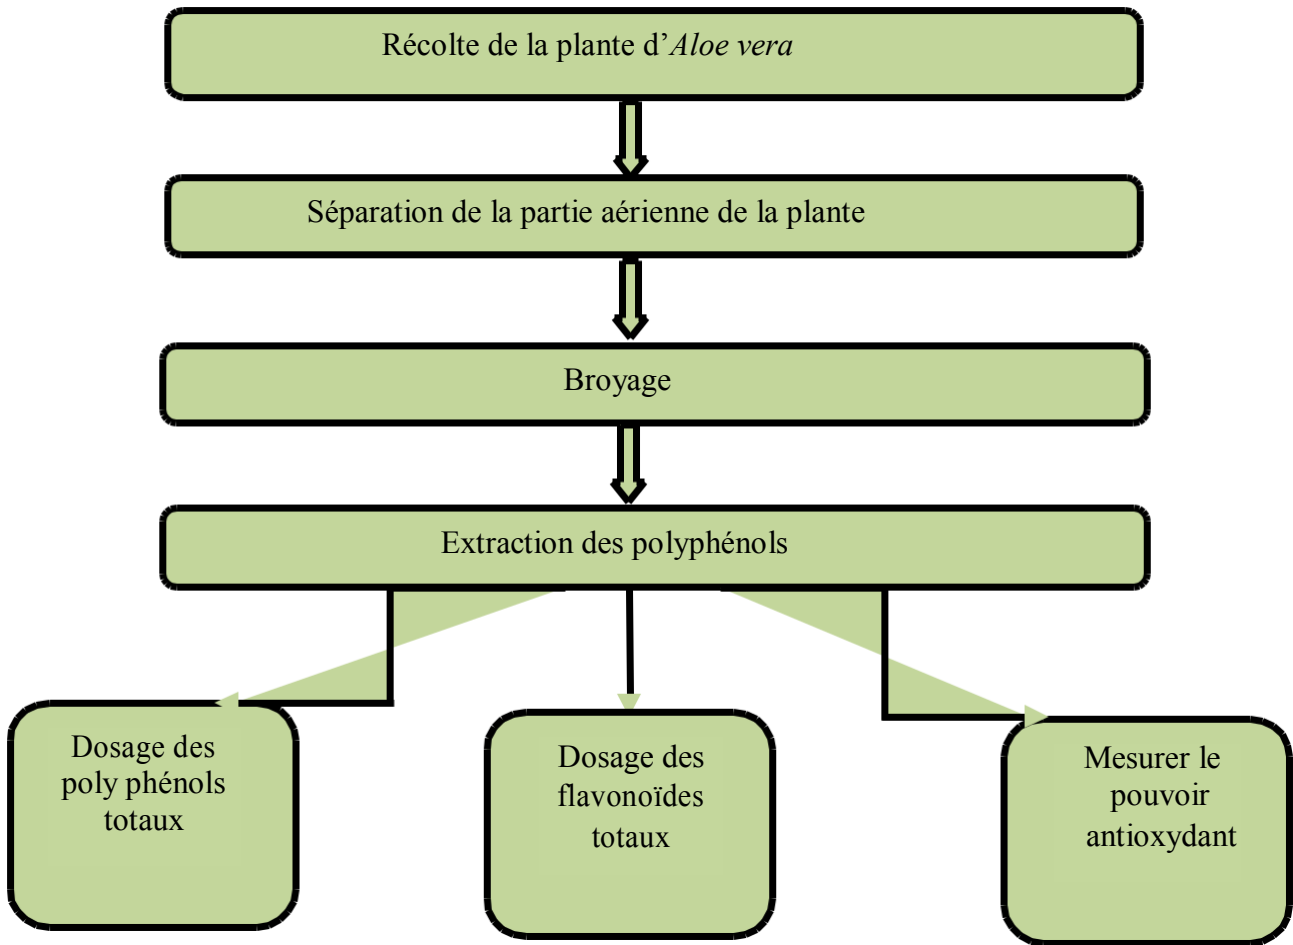 Récolte de la plante d’Aloe vera
Séparation de la partie aérienne de la plante
Broyage
Extraction des polyphénols
Dosage des
poly phénols
totaux
Dosage des
flavonoïdes
totaux
Mesurer le
pouvoir
antioxydant